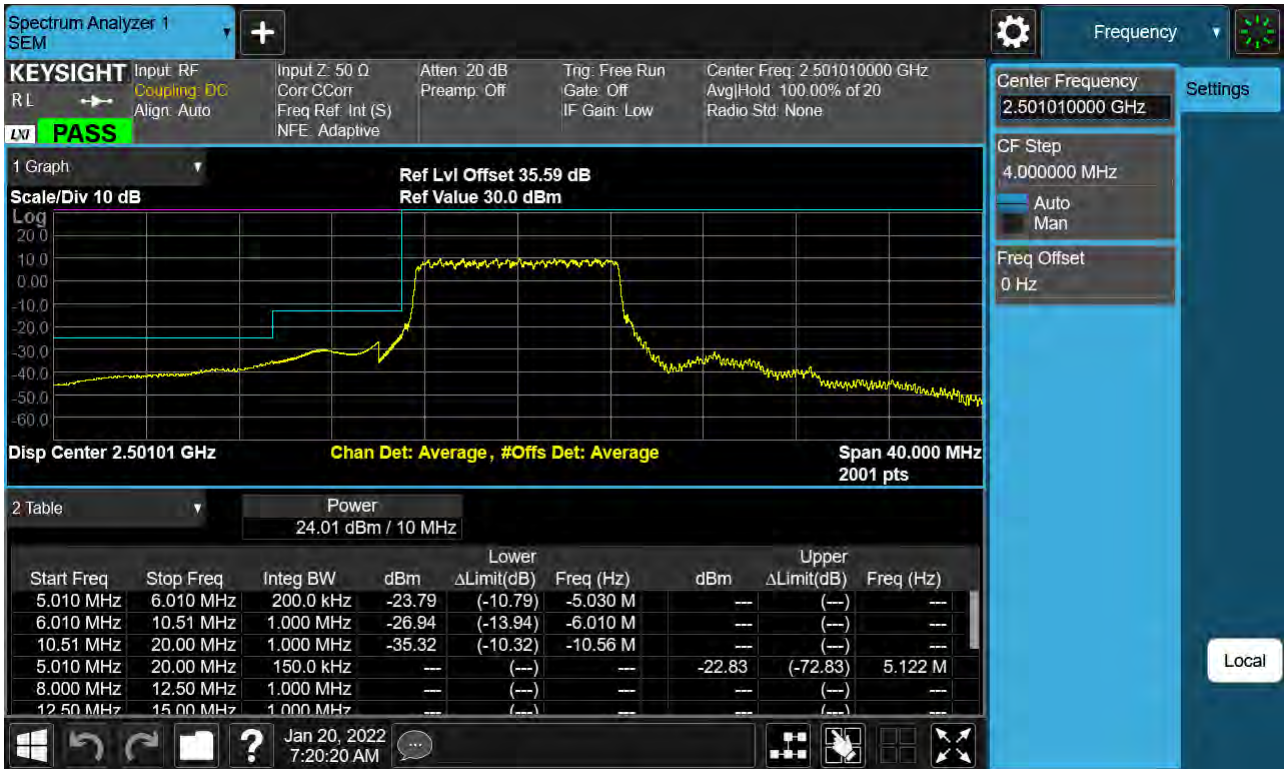 Spectrum Analyzer 1
SEM
Frequency
KEYSIGHT
Input: RF
Coupling: DC
Align: Auto
Input Z: 50 Ω
Corr CCorr
Freq Ref: Int (S)
NFE: Adaptive
Atten: 20 dB
Preamp: Off
Trig: Free Run
Gate: Off
IF Gain: Low
Center Freq: 2.501010000 GHz
Avg|Hold: 100.00% of 20
Radio Std: None
RL
LXI
PASS
Center Frequency
2.501010000 GHz
Settings
CF Step
4.000000 MHz
Auto
Man
Freq Offset
0 Hz
Local
1 Graph
Scale/Div 10 dB
Ref Lvl Offset 35.59 dB
Ref Value 30.0 dBm
Log
20.0
10.0
0.00
-10.0
-20.0
-30.0
-40.0
-50.0
-60.0
Disp Center 2.50101 GHz
Chan Det: Average, #Offs Det: Average
Span 40.000 MHz
2001 pts
2 Table
Power
24.01 dBm / 10 MHz
Lower Upper
Start Freq Stop Freq Integ BW dBm ΔLimit(dB) Freq (Hz) dBm ΔLimit(dB) Freq (Hz)
5.010 MHz 6.010 MHz 200.0 kHz -23.79 (-10.79) -5.030 M --- (---) ---
6.010 MHz 10.51 MHz 1.000 MHz -26.94 (-13.94) -6.010 M --- (---) ---
10.51 MHz 20.00 MHz 1.000 MHz -35.32 (-10.32) -10.56 M --- (---) ---
5.010 MHz 20.00 MHz 150.0 kHz --- (---) --- -22.83 (-72.83) 5.122 M
8.000 MHz 12.50 MHz 1.000 MHz --- (---) --- --- (---) ---
12.50 MHz 15.00 MHz 1.000 MHz --- (---) --- --- (---) ---
?
Jan 20, 2022
7:20:20 AM